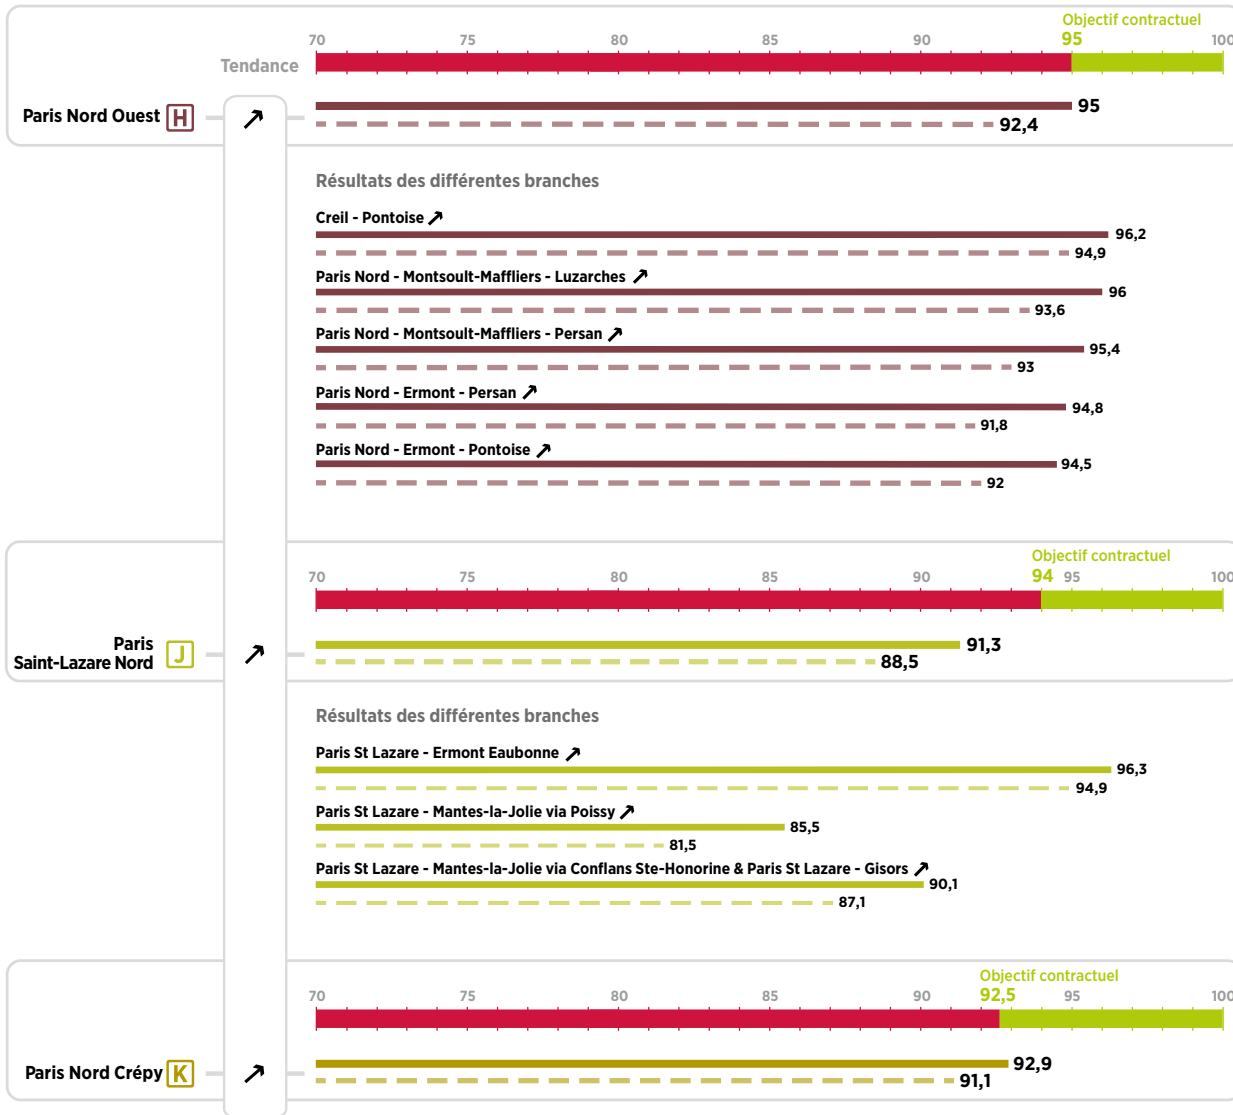 Objectif contractuel
70 75 80 85 90 95 100
Tendance
Paris Nord Ouest H
95
92,4
Résultats des différentes branches
Creil - Pontoise
96,2
94,9
Paris Nord - Montsoult-Maffliers - Luzarches
96
93,6
Paris Nord - Montsoult-Maffliers - Persan
95,4
93
Paris Nord - Ermont - Persan
94,8
91,8
Paris Nord - Ermont - Pontoise
94,5
92
Objectif contractuel
70 75 80 85 90 94 95 100
Paris
Saint-Lazare Nord J
91,3
88,5
Résultats des différentes branches
Paris St Lazare - Ermont Eaubonne
96,3
94,9
Paris St Lazare - Mantes-la-Jolie via Poissy
85,5
81,5
Paris St Lazare - Mantes-la-Jolie via Conflans Ste-Honorine & Paris St Lazare - Gisors
90,1
87,1
Objectif contractuel
70 75 80 85 90 92,5 95 100
Paris Nord Crépy K
92,9
91,1